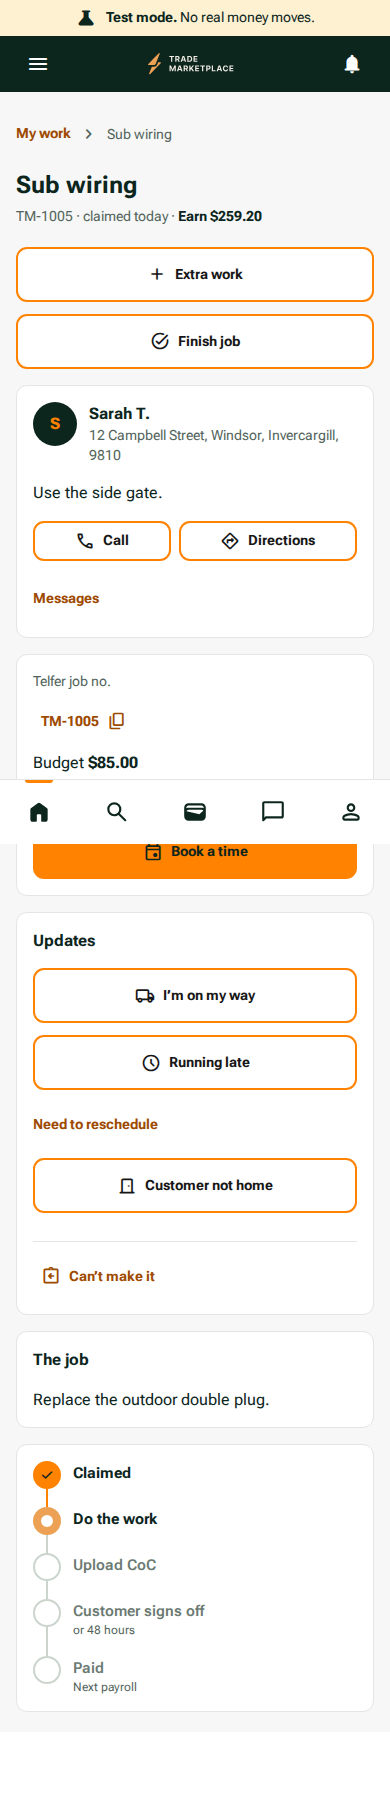 Test mode. No real money moves.
TRADE
MARKETPLACE
My work > Sub wiring
Sub wiring
TM-1005 · claimed today · Earn $259.20
Extra work
Finish job
S
Sarah T.
12 Campbell Street, Windsor, Invercargill,
9810
Use the side gate.
Call
Directions
Messages
Telfer job no.
TM-1005
Budget $85.00
Book a time
Updates
I'm on my way
Running late
Need to reschedule
Customer not home
Can't make it
The job
Replace the outdoor double plug.
Claimed
Do the work
Upload CoC
Customer signs off
or 48 hours
Paid
Next payroll